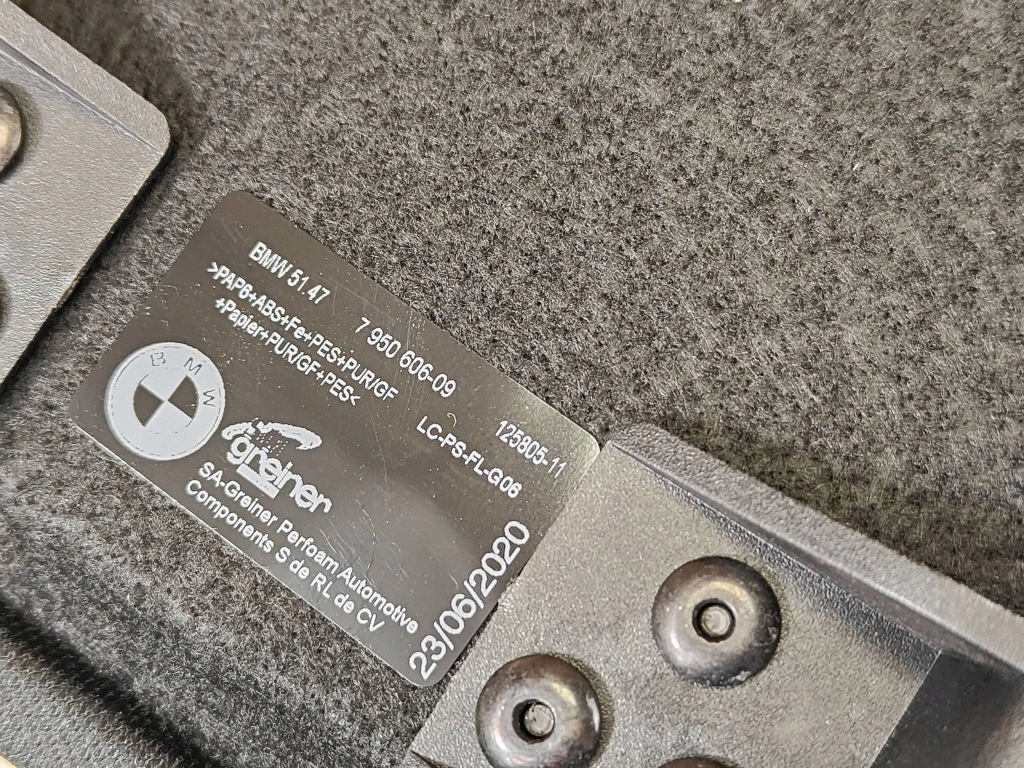 BMW 51.47 7 950 606-09 125805-11
>PAP6+ABS+Fe+PES+PUR/GF LC-PS-FL-G06
+Papier+PUR/GF+PES<
BMW
greiner
SA-Greiner Perfoam Automotive
Components S de RL de CV
23/06/2020